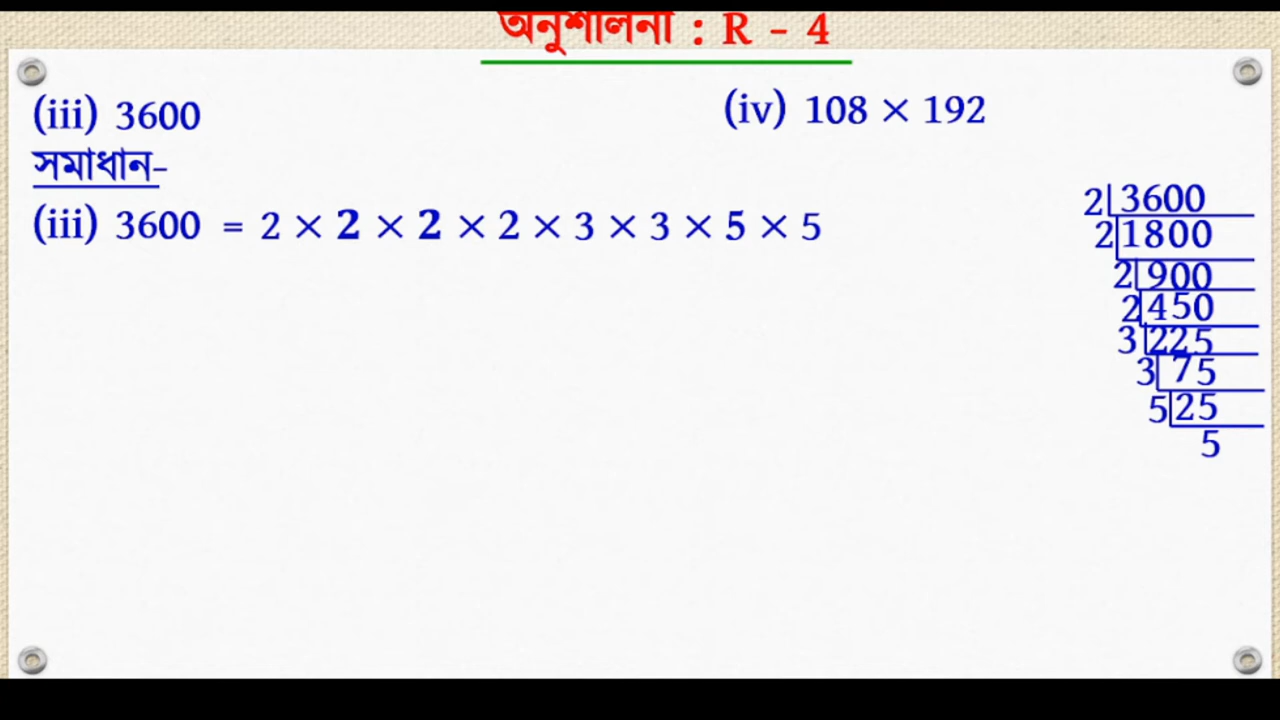 অনুশীলনী : R - 4
(iii) 3600
(iv) 108 × 192
সমাধান-
(iii) 3600 = 2 × 2 × 2 × 2 × 3 × 3 × 5 × 5
2 3600
2 1800
2 900
2 450
3 225
3 75
5 25
5